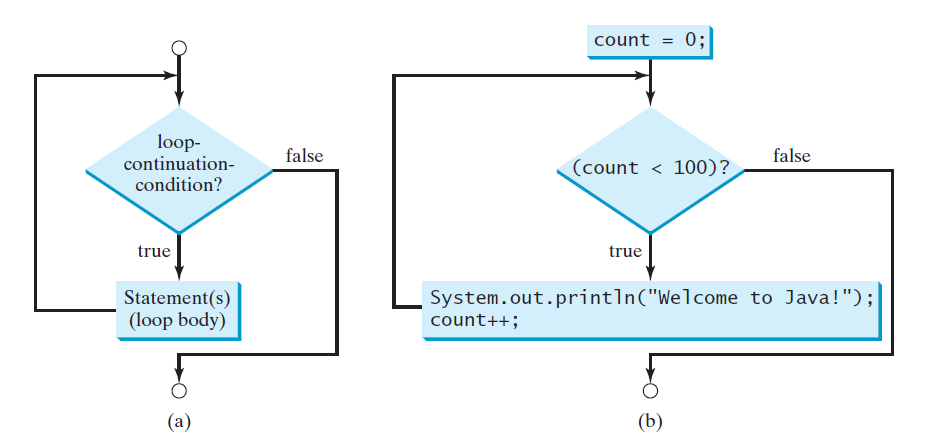 loop-
continuation-
condition?
false
true
Statement(s)
(loop body)
(a)
count = 0;
(count < 100)?
false
true
System.out.println("Welcome to Java!");
count++;
(b)